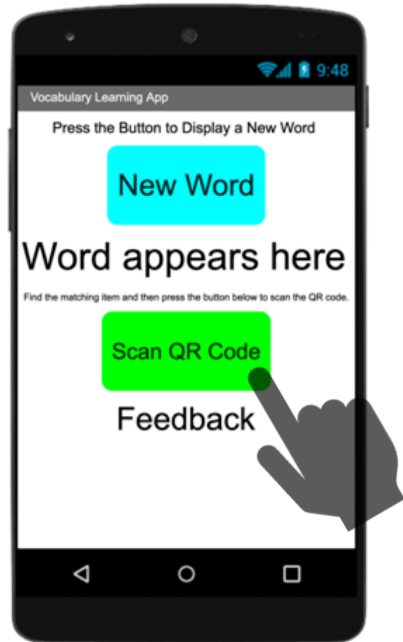 9:48
Vocabulary Learning App
Press the Button to Display a New Word
New Word
Word appears here
Find the matching item and then press the button below to scan the QR code.
Scan QR Code
Feedback